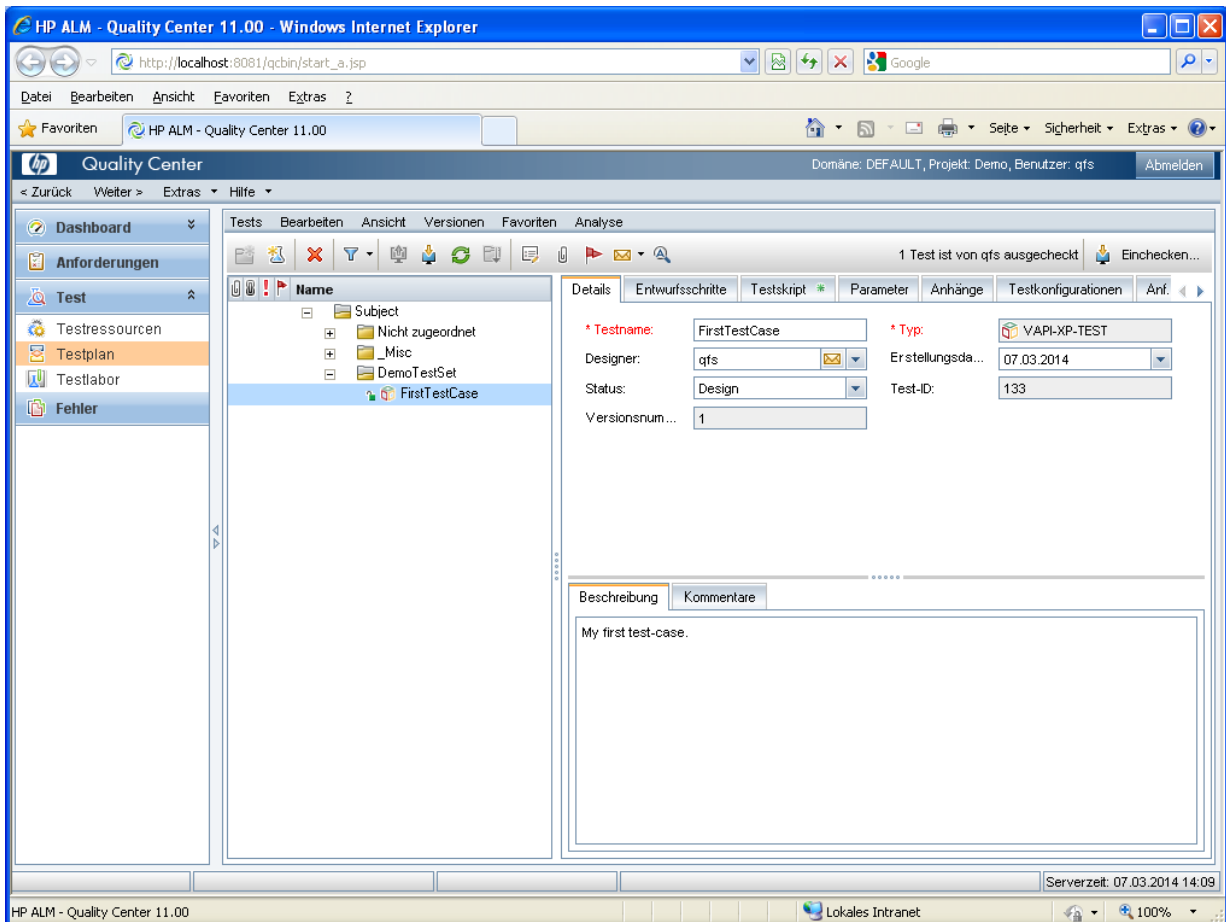 HP ALM - Quality Center 11.00 - Windows Internet Explorer
http://localhost:8081/qcbin/start_a.jsp
Google
Datei Bearbeiten Ansicht Favoriten Extras ?
Favoriten
HP ALM - Quality Center 11.00
Seite Sicherheit Extras
hp Quality Center
Domäne: DEFAULT, Projekt: Demo, Benutzer: qfs
Abmelden
< Zurück Weiter > Extras Hilfe
Dashboard
Anforderungen
Test
Testressourcen
Testplan
Testlabor
Fehler
Tests Bearbeiten Ansicht Versionen Favoriten Analyse
1 Test ist von qfs ausgecheckt
Einchecken...
Name
Subject
Nicht zugeordnet
_Misc
DemoTestSet
FirstTestCase
Details Entwurfsschritte Testskript * Parameter Anhänge Testkonfigurationen Anf.
* Testname: FirstTestCase * Typ: VAPI-XP-TEST
Designer: qfs Erstellungsda... 07.03.2014
Status: Design Test-ID: 133
Versionsnum... 1
Beschreibung Kommentare
My first test-case.
Serverzeit: 07.03.2014 14:09
HP ALM - Quality Center 11.00
Lokales Intranet
100%